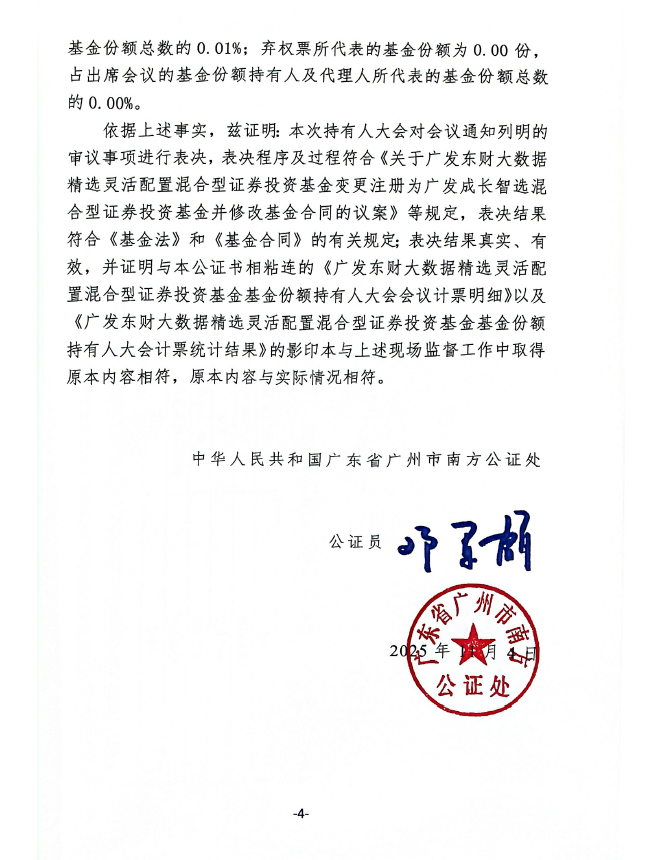 基金份额总数的 0.01%；弃权票所代表的基金份额为 0.00 份，
占出席会议的基金份额持有人及代理人所代表的基金份额总数
的 0.00%。
依据上述事实，兹证明：本次持有人大会对会议通知列明的
审议事项进行表决，表决程序及过程符合《关于广发东财大数据
精选灵活配置混合型证券投资基金变更注册为广发成长智选混
合型证券投资基金并修改基金合同的议案》等规定，表决结果
符合《基金法》和《基金合同》的有关规定；表决结果真实、有
效，并证明与本公证书相粘连的《广发东财大数据精选灵活配
置混合型证券投资基金基金份额持有人大会会议计票明细》以及
《广发东财大数据精选灵活配置混合型证券投资基金基金份额
持有人大会计票统计结果》的影印本与上述现场监督工作中取得
原本内容相符，原本内容与实际情况相符。
中华人民共和国广东省广州市南方公证处
公证员
2025 年 11 月 4 日
广东省广州市南方
公证处
-4-